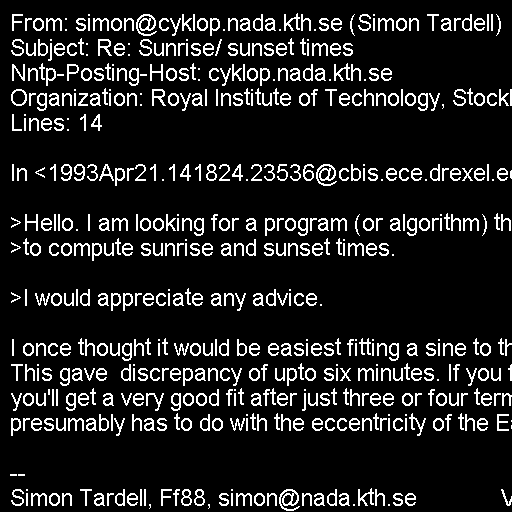 From: simon@cyklop.nada.kth.se (Simon Tardell)
Subject: Re: Sunrise/ sunset times
Nntp-Posting-Host: cyklop.nada.kth.se
Organization: Royal Institute of Technology, Stockh
Lines: 14
In <1993Apr21.141824.23536@cbis.ece.drexel.e
>Hello. I am looking for a program (or algorithm) th
>to compute sunrise and sunset times.
>I would appreciate any advice.
I once thought it would be easiest fitting a sine to th
This gave  discrepancy of upto six minutes. If you f
you'll get a very good fit after just three or four term
presumably has to do with the eccentricity of the Ea
--
Simon Tardell, Ff88, simon@nada.kth.se V